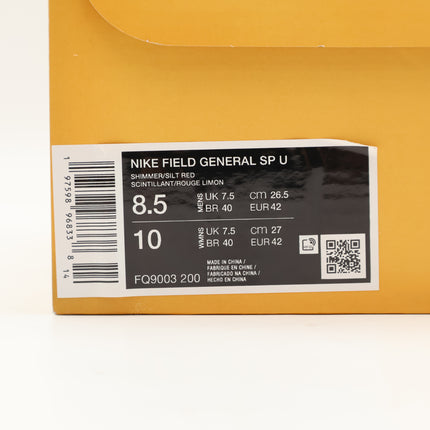 NIKE FIELD GENERAL SP U
SHIMMER/SILT RED
SCINTILLANT/ROUGE LIMON
8.5 MENS UK 7.5 CM 26.5
BR 40 EUR 42
10 WMNS UK 7.5 CM 27
BR 40 EUR 42
FQ9003 200
MADE IN CHINA /
FABRIQUE EN CHINE /
FABRICADO NA CHINA /
HECHO EN CHINA
1 97598 96833 8 14